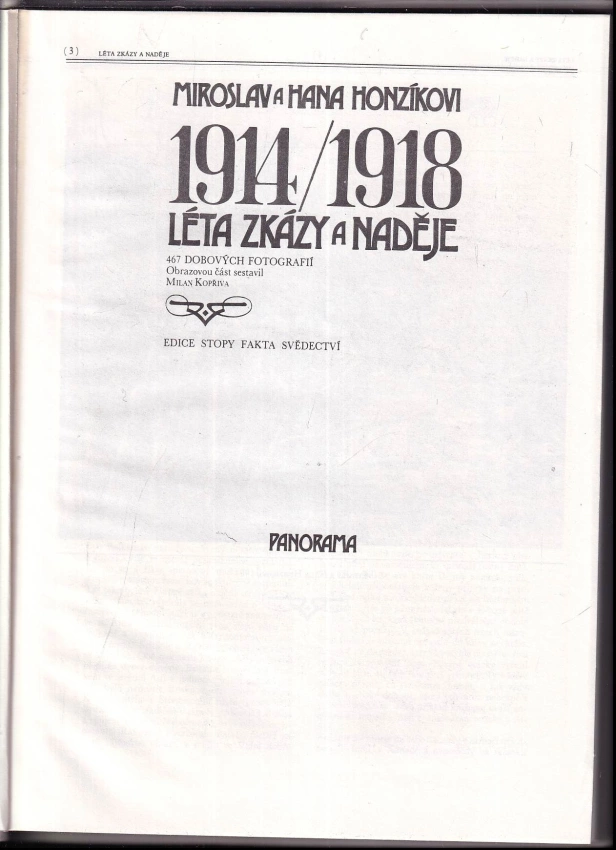 (3) LÉTA ZKÁZY A NADĚJE
MIROSLAV A HANA HONZÍKOVI
1914/1918
LÉTA ZKÁZY A NADĚJE
467 DOBOVÝCH FOTOGRAFIÍ
Obrazovou část sestavil
MILAN KOPŘIVA
EDICE STOPY FAKTA SVĚDECTVÍ
PANORAMA